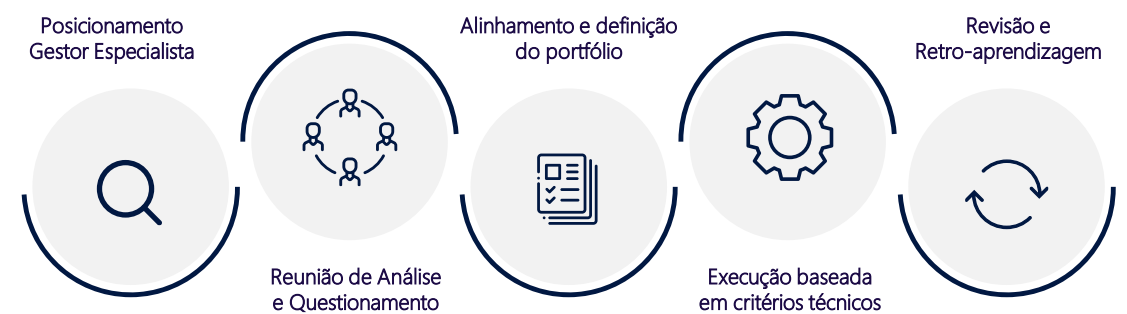 Posicionamento
Gestor Especialista
Reunião de Análise
e Questionamento
Alinhamento e definição
do portfólio
Execução baseada
em critérios técnicos
Revisão e
Retro-aprendizagem